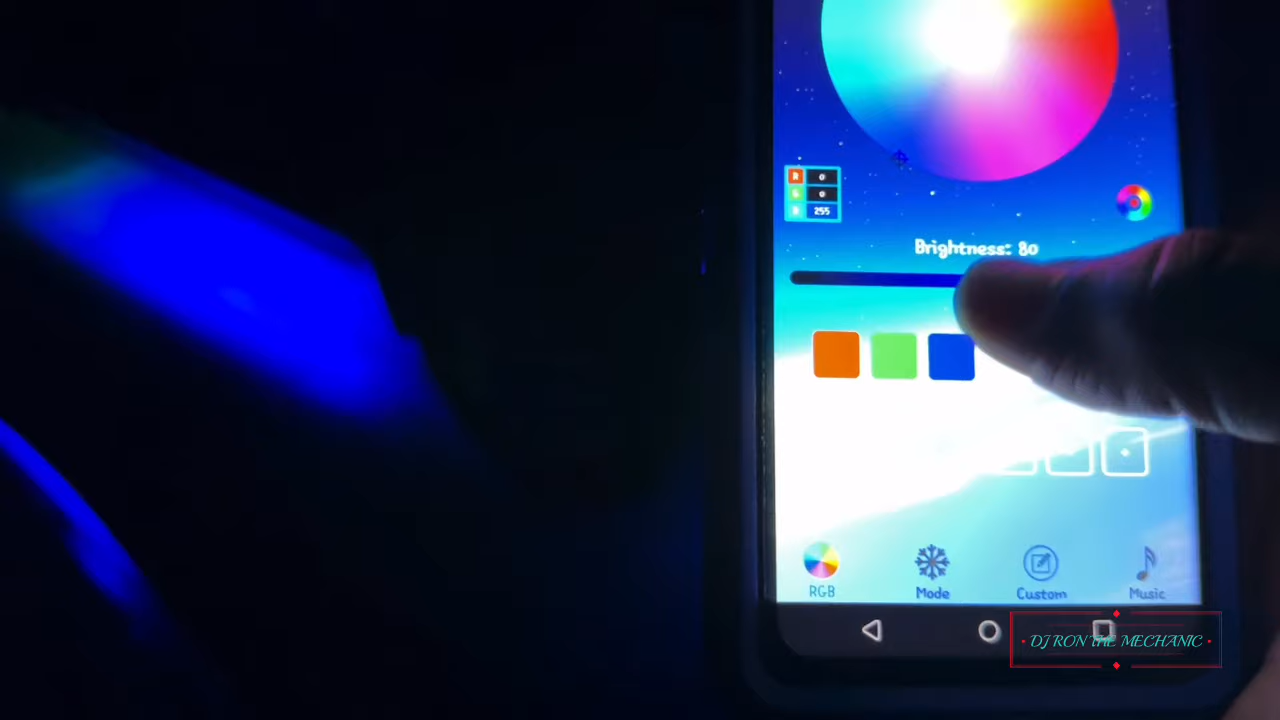 R 0
0
255
Brightness: 80
RGB
Mode
Custom
Music
DJ RON THE MECHANIC